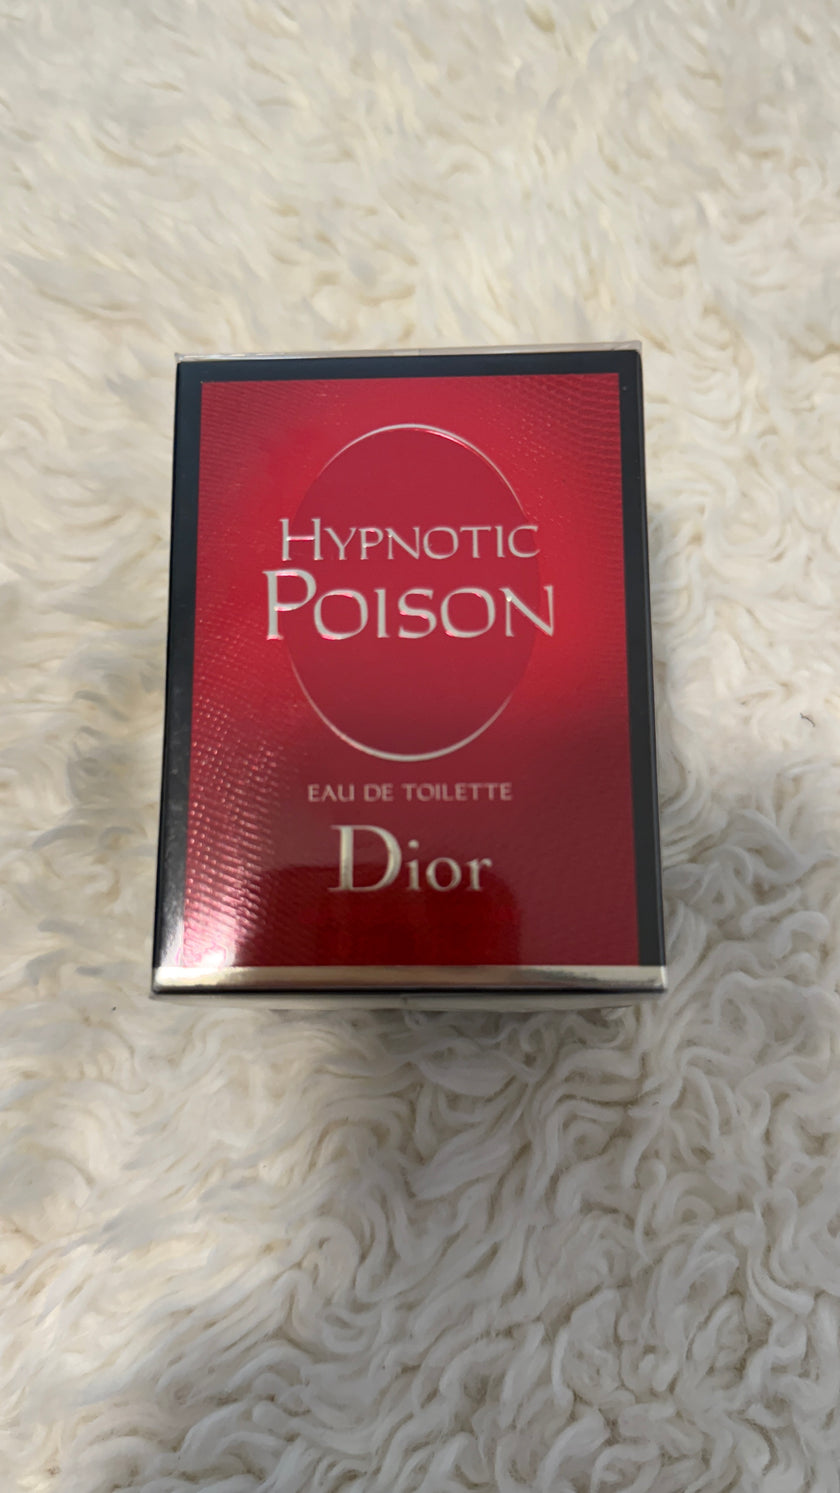 HYPNOTIC
POISON
EAU DE TOILETTE
Dior